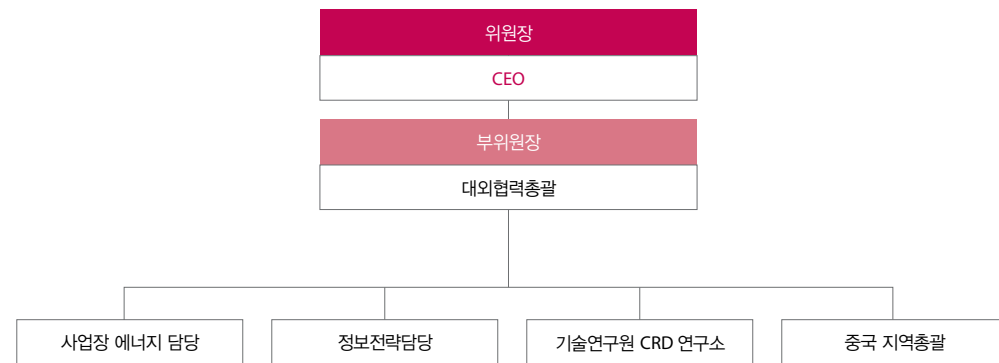 위원장
CEO
부위원장
대외협력총괄
사업장 에너지 담당
정보전략담당
기술연구원 CRD 연구소
중국 지역총괄